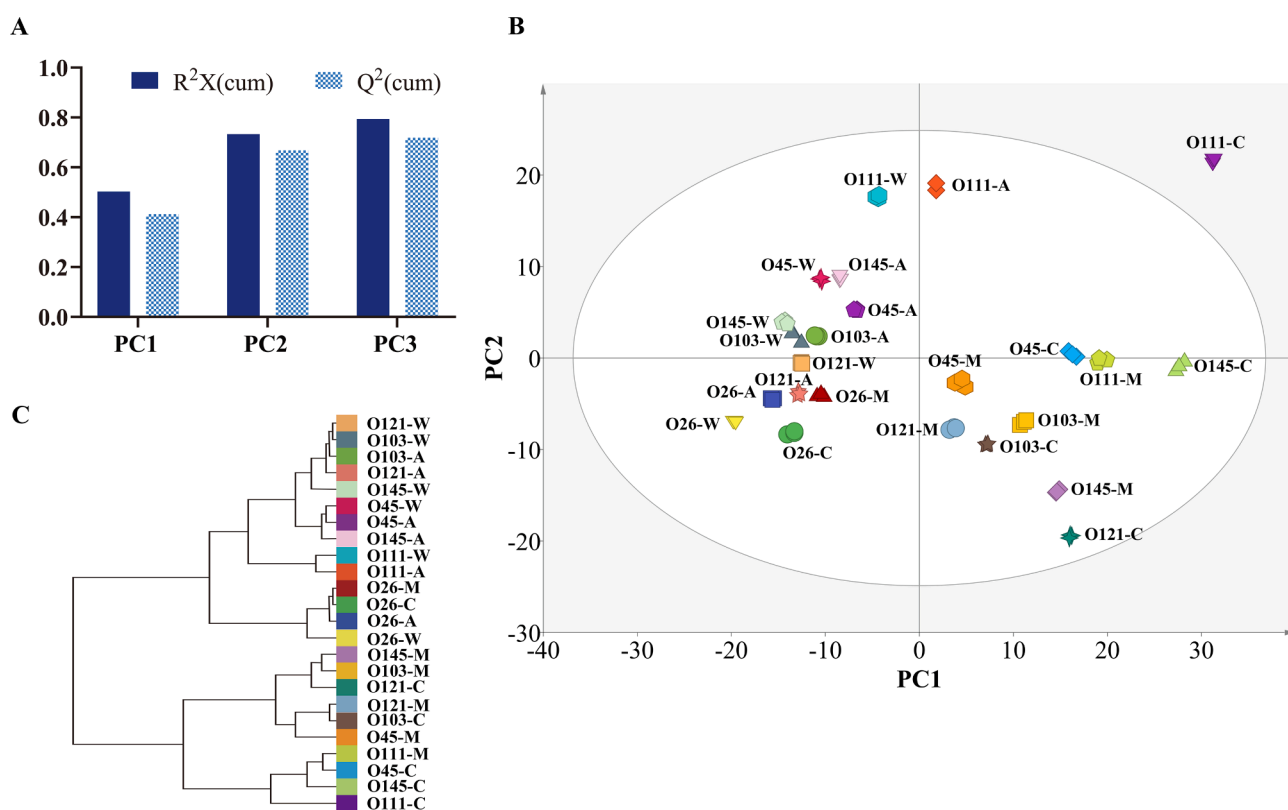 A
1.0
0.8
0.6
0.4
0.2
0.0
R²X(cum)
Q²(cum)
PC1
PC2
PC3
B
PC2
20
10
0
-10
-20
-30
-40
-30
-20
-10
0
10
20
30
PC1
O111-C
O111-W
O111-A
O45-W
O145-A
O45-A
O145-W
O103-W
O103-A
O121-W
O121-A
O26-A
O26-M
O26-W
O26-C
O45-M
O45-C
O111-M
O145-C
O121-M
O103-M
O103-C
O145-M
O121-C
C
O121-W
O103-W
O103-A
O121-A
O145-W
O45-W
O45-A
O145-A
O111-W
O111-A
O26-M
O26-C
O26-A
O26-W
O145-M
O103-M
O121-C
O121-M
O103-C
O45-M
O111-M
O45-C
O145-C
O111-C